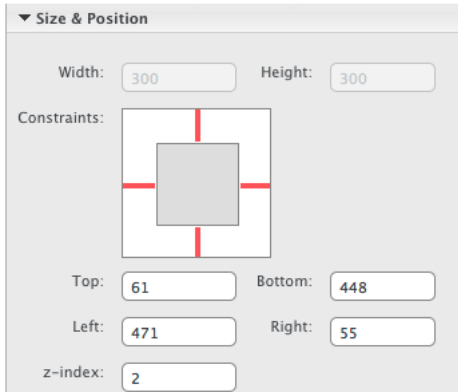 ▼ Size & Position
Width: 300 Height: 300
Constraints:
Top: 61 Bottom: 448
Left: 471 Right: 55
z-index: 2